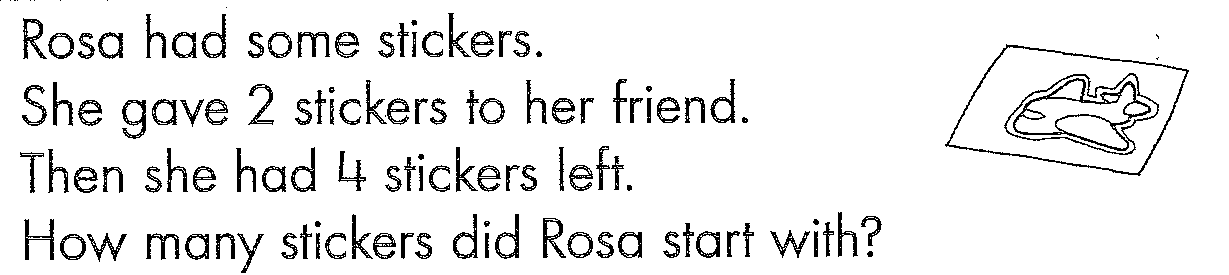 Rosa had some stickers.
She gave 2 stickers to her friend.
Then she had 4 stickers left.
How many stickers did Rosa start with?